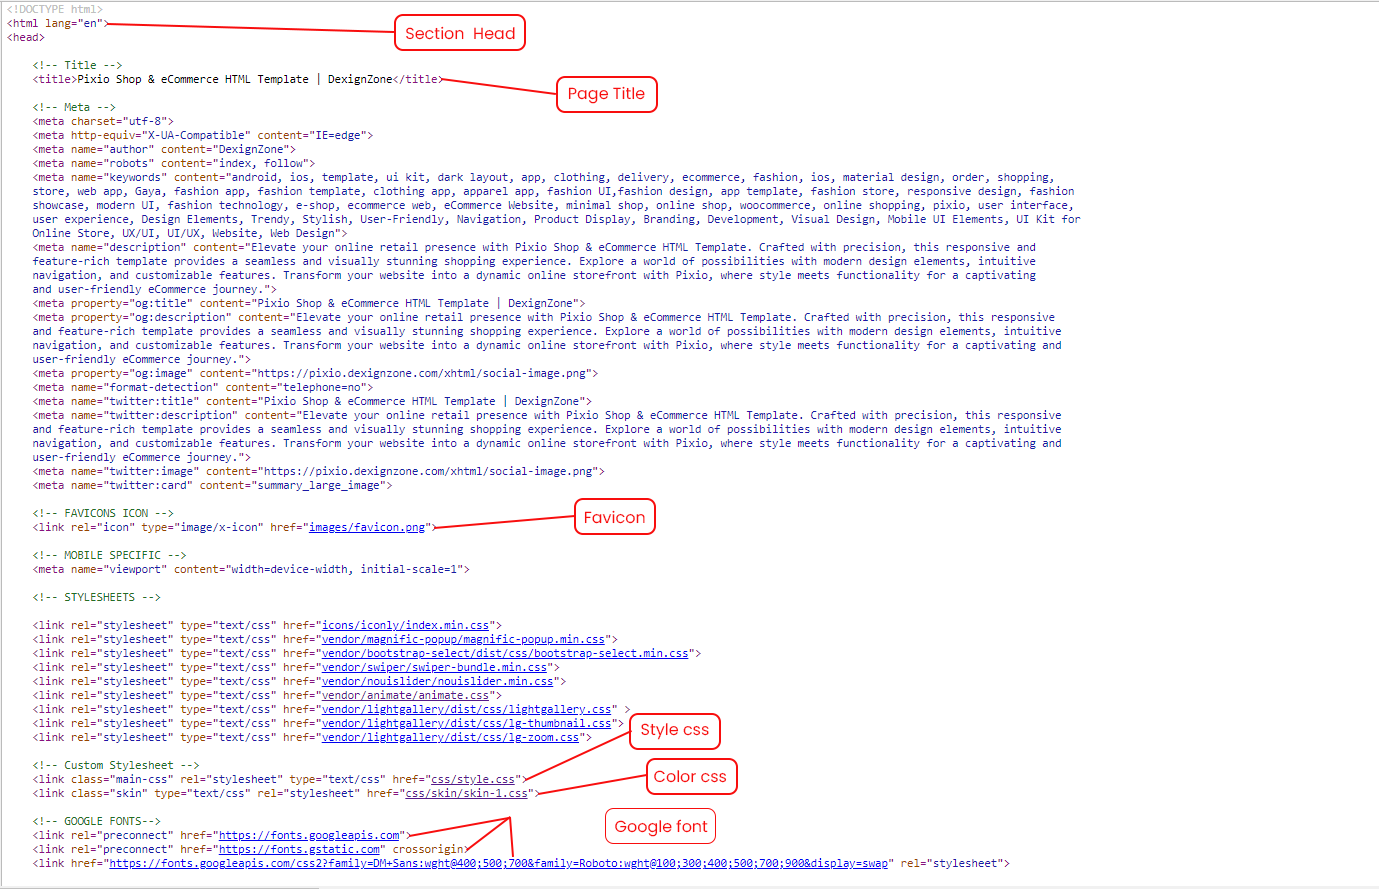 <!DOCTYPE html>
<html lang="en">
Section  Head
<head>
<!-- Title -->
<title>Pixio Shop & eCommerce HTML Template | DexignZone</title>
Page Title
<!-- Meta -->
<meta charset="utf-8">
<meta http-equiv="X-UA-Compatible" content="IE=edge">
<meta name="author" content="DexignZone">
<meta name="robots" content="index, follow">
<meta name="keywords" content="android, ios, template, ui kit, dark layout, app, clothing, delivery, ecommerce, fashion, ios, material design, order, shopping,
store, web app, Gaya, fashion app, fashion template, clothing app, apparel app, fashion UI,fashion design, app template, fashion store, responsive design, fashion
showcase, modern UI, fashion technology, e-shop, ecommerce web, eCommerce Website, minimal shop, online shop, woocommerce, online shopping, pixio, user interface,
user experience, Design Elements, Trendy, Stylish, User-Friendly, Navigation, Product Display, Branding, Development, Visual Design, Mobile UI Elements, UI Kit for
Online Store, UX/UI, UI/UX, Website, Web Design">
<meta name="description" content="Elevate your online retail presence with Pixio Shop & eCommerce HTML Template. Crafted with precision, this responsive and
feature-rich template provides a seamless and visually stunning shopping experience. Explore a world of possibilities with modern design elements, intuitive
navigation, and customizable features. Transform your website into a dynamic online storefront with Pixio, where style meets functionality for a captivating
and user-friendly eCommerce journey.">
<meta property="og:title" content="Pixio Shop & eCommerce HTML Template | DexignZone">
<meta property="og:description" content="Elevate your online retail presence with Pixio Shop & eCommerce HTML Template. Crafted with precision, this responsive
and feature-rich template provides a seamless and visually stunning shopping experience. Explore a world of possibilities with modern design elements, intuitive
navigation, and customizable features. Transform your website into a dynamic online storefront with Pixio, where style meets functionality for a captivating and
user-friendly eCommerce journey.">
<meta property="og:image" content="https://pixio.dexignzone.com/xhtml/social-image.png">
<meta name="format-detection" content="telephone=no">
<meta name="twitter:title" content="Pixio Shop & eCommerce HTML Template | DexignZone">
<meta name="twitter:description" content="Elevate your online retail presence with Pixio Shop & eCommerce HTML Template. Crafted with precision, this responsive
and feature-rich template provides a seamless and visually stunning shopping experience. Explore a world of possibilities with modern design elements, intuitive
navigation, and customizable features. Transform your website into a dynamic online storefront with Pixio, where style meets functionality for a captivating and
user-friendly eCommerce journey.">
<meta name="twitter:image" content="https://pixio.dexignzone.com/xhtml/social-image.png">
<meta name="twitter:card" content="summary_large_image">
<!-- FAVICONS ICON -->
<link rel="icon" type="image/x-icon" href="images/favicon.png">
Favicon
<!-- MOBILE SPECIFIC -->
<meta name="viewport" content="width=device-width, initial-scale=1">
<!-- STYLESHEETS -->
<link rel="stylesheet" type="text/css" href="icons/iconly/index.min.css">
<link rel="stylesheet" type="text/css" href="vendor/magnific-popup/magnific-popup.min.css">
<link rel="stylesheet" type="text/css" href="vendor/bootstrap-select/dist/css/bootstrap-select.min.css">
<link rel="stylesheet" type="text/css" href="vendor/swiper/swiper-bundle.min.css">
<link rel="stylesheet" type="text/css" href="vendor/nouislider/nouislider.min.css">
<link rel="stylesheet" type="text/css" href="vendor/animate/animate.css">
<link rel="stylesheet" type="text/css" href="vendor/lightgallery/dist/css/lightgallery.css" >
<link rel="stylesheet" type="text/css" href="vendor/lightgallery/dist/css/lg-thumbnail.css">
<link rel="stylesheet" type="text/css" href="vendor/lightgallery/dist/css/lg-zoom.css">
Style css
<!-- Custom Stylesheet -->
<link class="main-css" rel="stylesheet" type="text/css" href="css/style.css">
Color css
<link class="skin" type="text/css" rel="stylesheet" href="css/skin/skin-1.css">
<!-- GOOGLE FONTS-->
Google font
<link rel="preconnect" href="https://fonts.googleapis.com">
<link rel="preconnect" href="https://fonts.gstatic.com" crossorigin>
<link href="https://fonts.googleapis.com/css2?family=DM+Sans:wght@400;500;700&family=Roboto:wght@100;300;400;500;700;900&display=swap" rel="stylesheet">